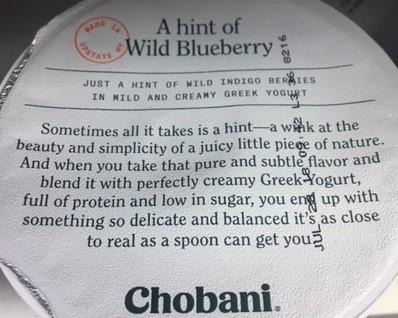 MADE IN
UPSTATE NY
A hint of
Wild Blueberry
JUST A HINT OF WILD INDIGO BERRIES
IN MILD AND CREAMY GREEK YOGURT
Sometimes all it takes is a hint—a wink at the
beauty and simplicity of a juicy little piece of nature.
And when you take that pure and subtle flavor and
blend it with perfectly creamy Greek Yogurt,
full of protein and low in sugar, you end up with
something so delicate and balanced it's as close
to real as a spoon can get you.
Chobani.
JUL 18 8216